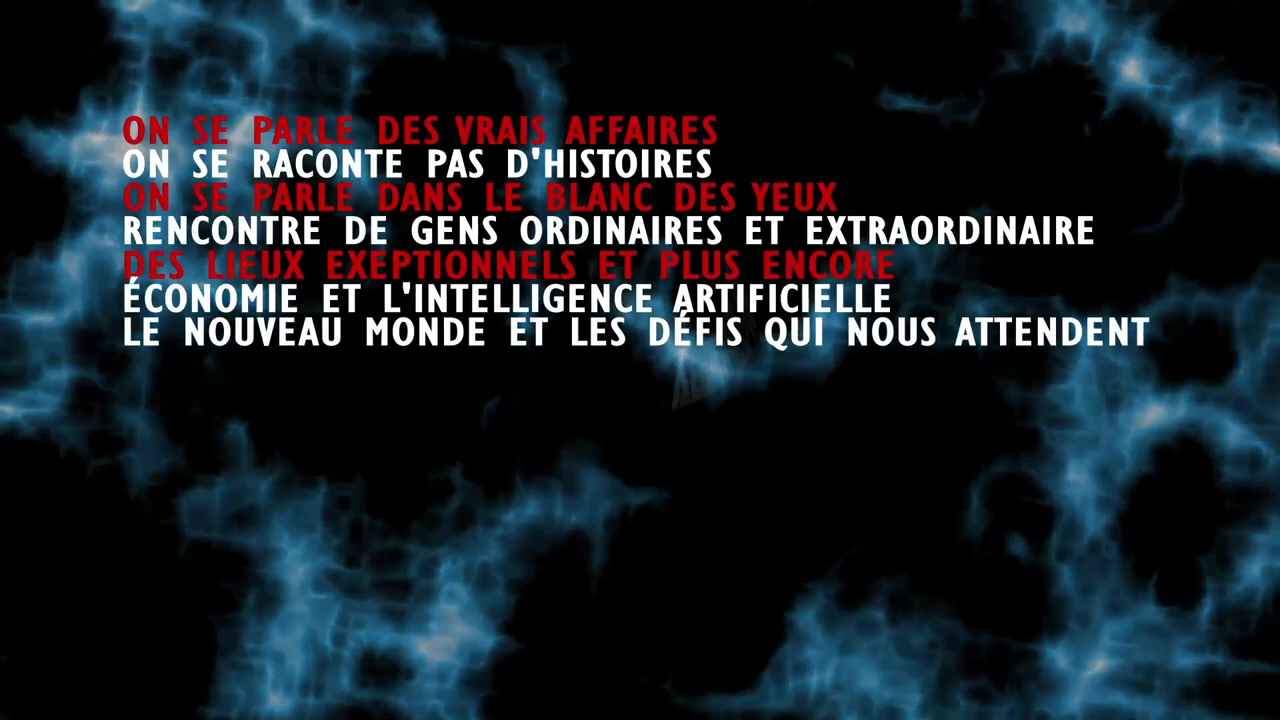 ON SE PARLE DES VRAIS AFFAIRES
ON SE RACONTE PAS D'HISTOIRES
ON SE PARLE DANS LE BLANC DES YEUX
RENCONTRE DE GENS ORDINAIRES ET EXTRAORDINAIRE
DES LIEUX EXEPTIONNELS ET PLUS ENCORE
ÉCONOMIE ET L'INTELLIGENCE ARTIFICIELLE
LE NOUVEAU MONDE ET LES DÉFIS QUI NOUS ATTENDENT